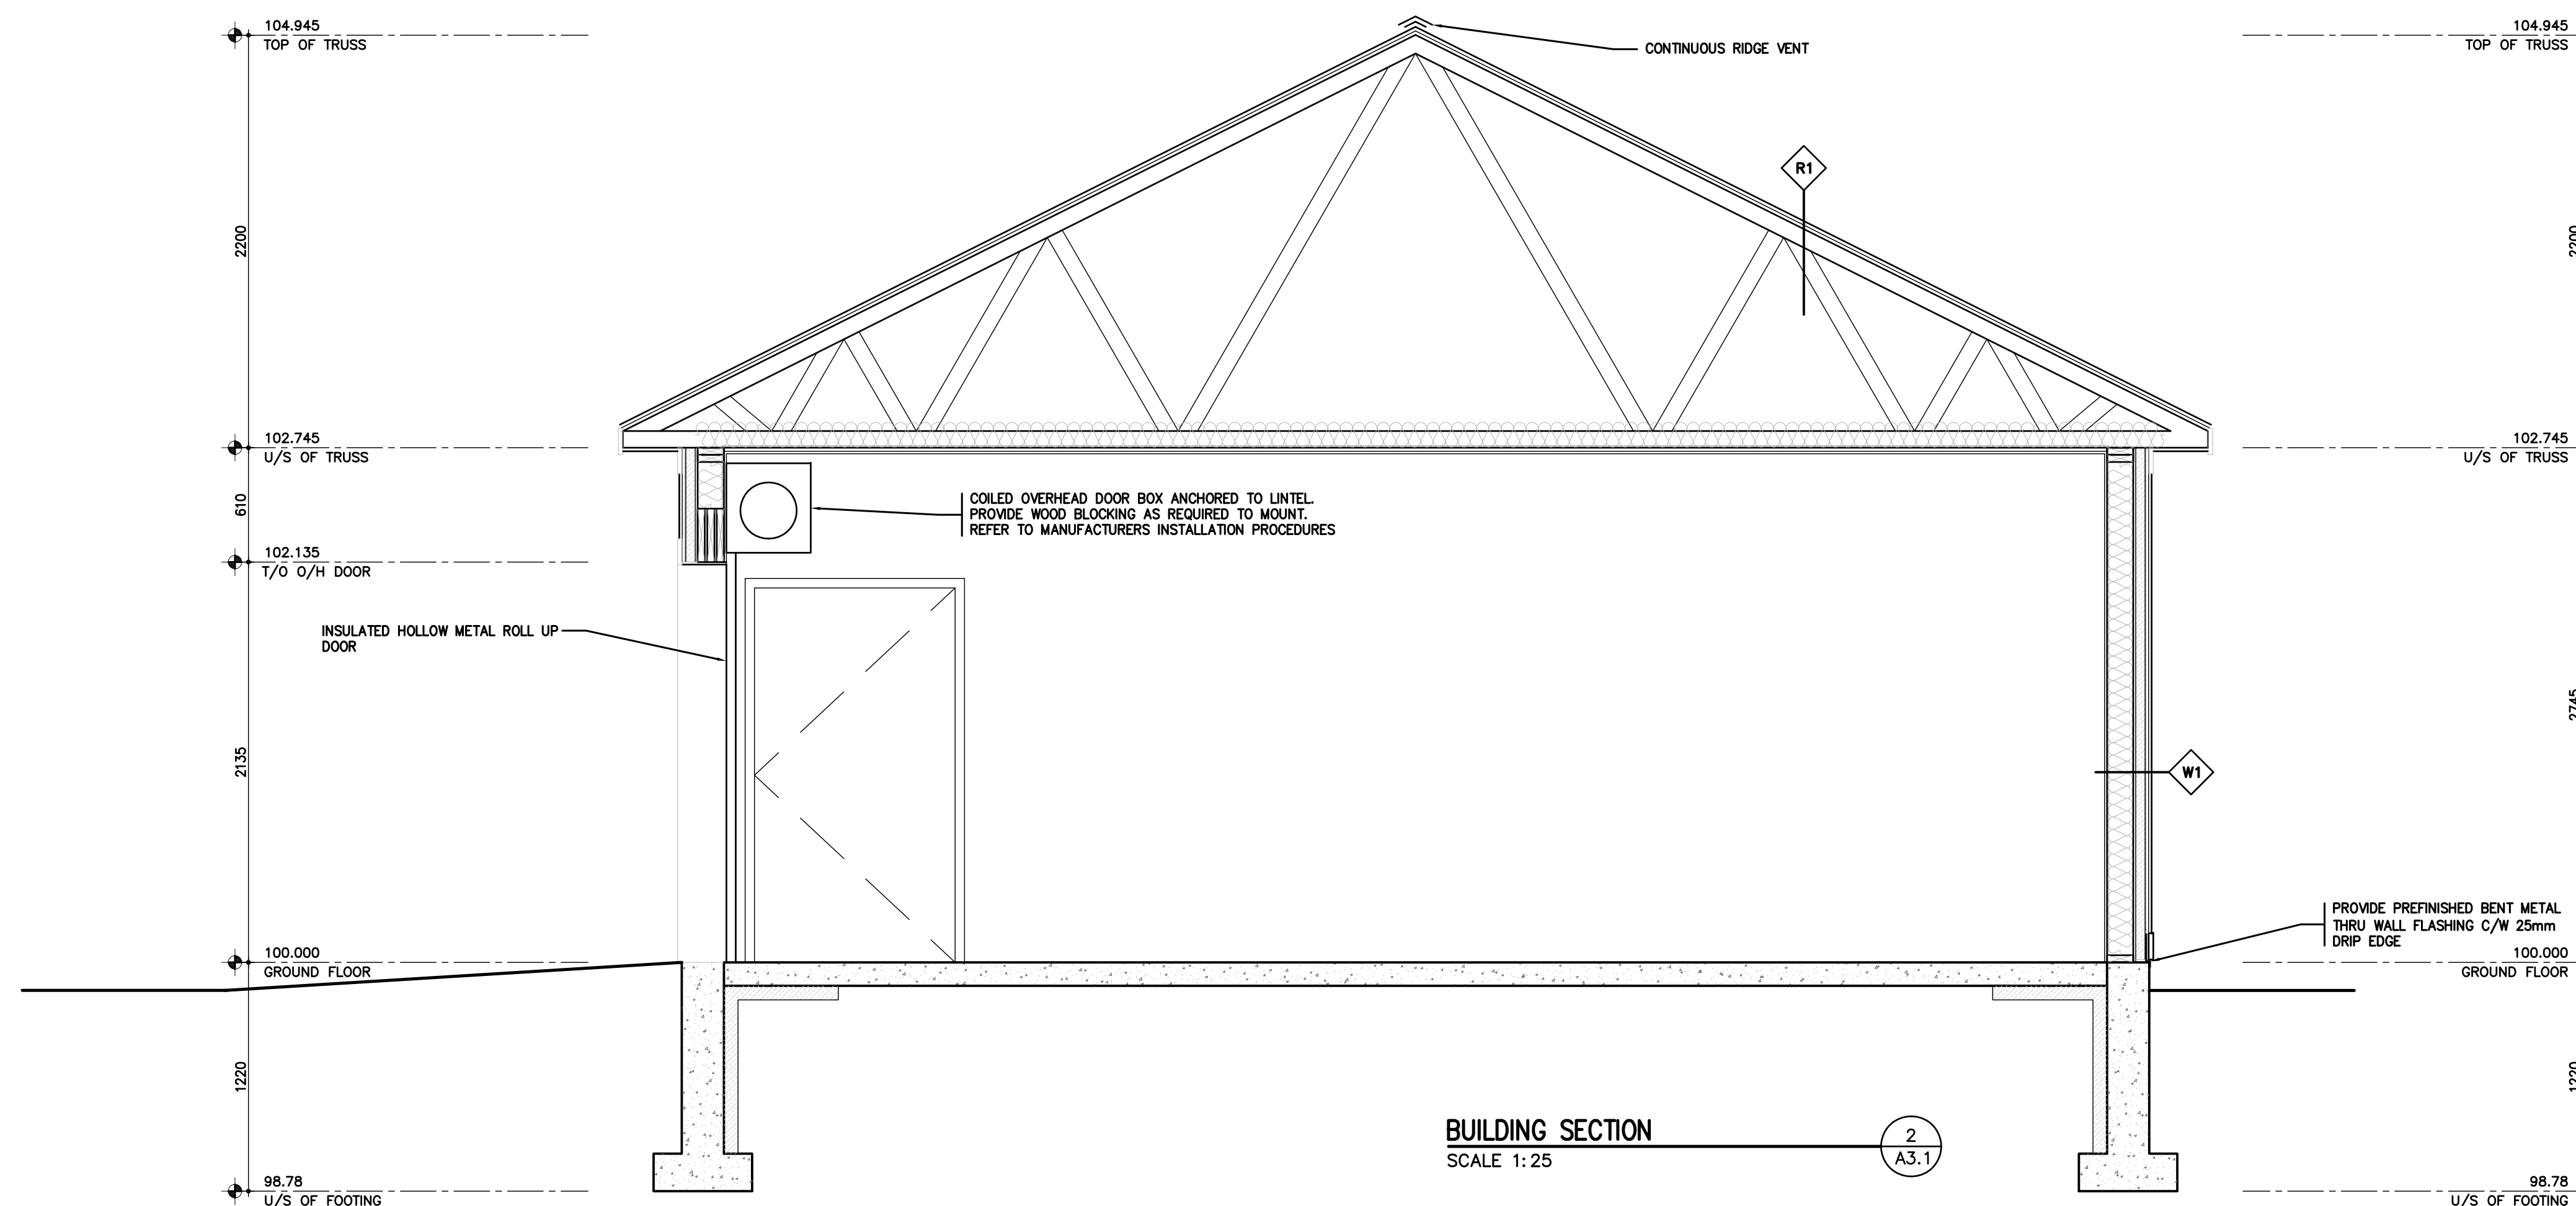 104.945
TOP OF TRUSS
104.945
TOP OF TRUSS
CONTINUOUS RIDGE VENT
R1
2200
2200
102.745
U/S OF TRUSS
102.745
U/S OF TRUSS
610
COILED OVERHEAD DOOR BOX ANCHORED TO LINTEL.
PROVIDE WOOD BLOCKING AS REQUIRED TO MOUNT.
REFER TO MANUFACTURERS INSTALLATION PROCEDURES
102.135
T/O O/H DOOR
INSULATED HOLLOW METAL ROLL UP
DOOR
2135
2745
W1
PROVIDE PREFINISHED BENT METAL
THRU WALL FLASHING C/W 25mm
DRIP EDGE
100.000
GROUND FLOOR
100.000
GROUND FLOOR
1220
1220
BUILDING SECTION
SCALE 1:25
2
A3.1
98.78
U/S OF FOOTING
98.78
U/S OF FOOTING